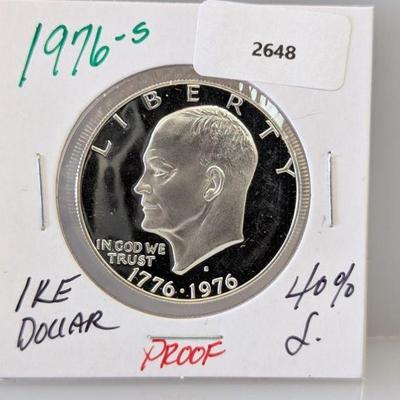 1976-S
2648
LIBERTY
IN GOD WE
TRUST
S
1776·1976
IKE
DOLLAR
PROOF
40%
S.